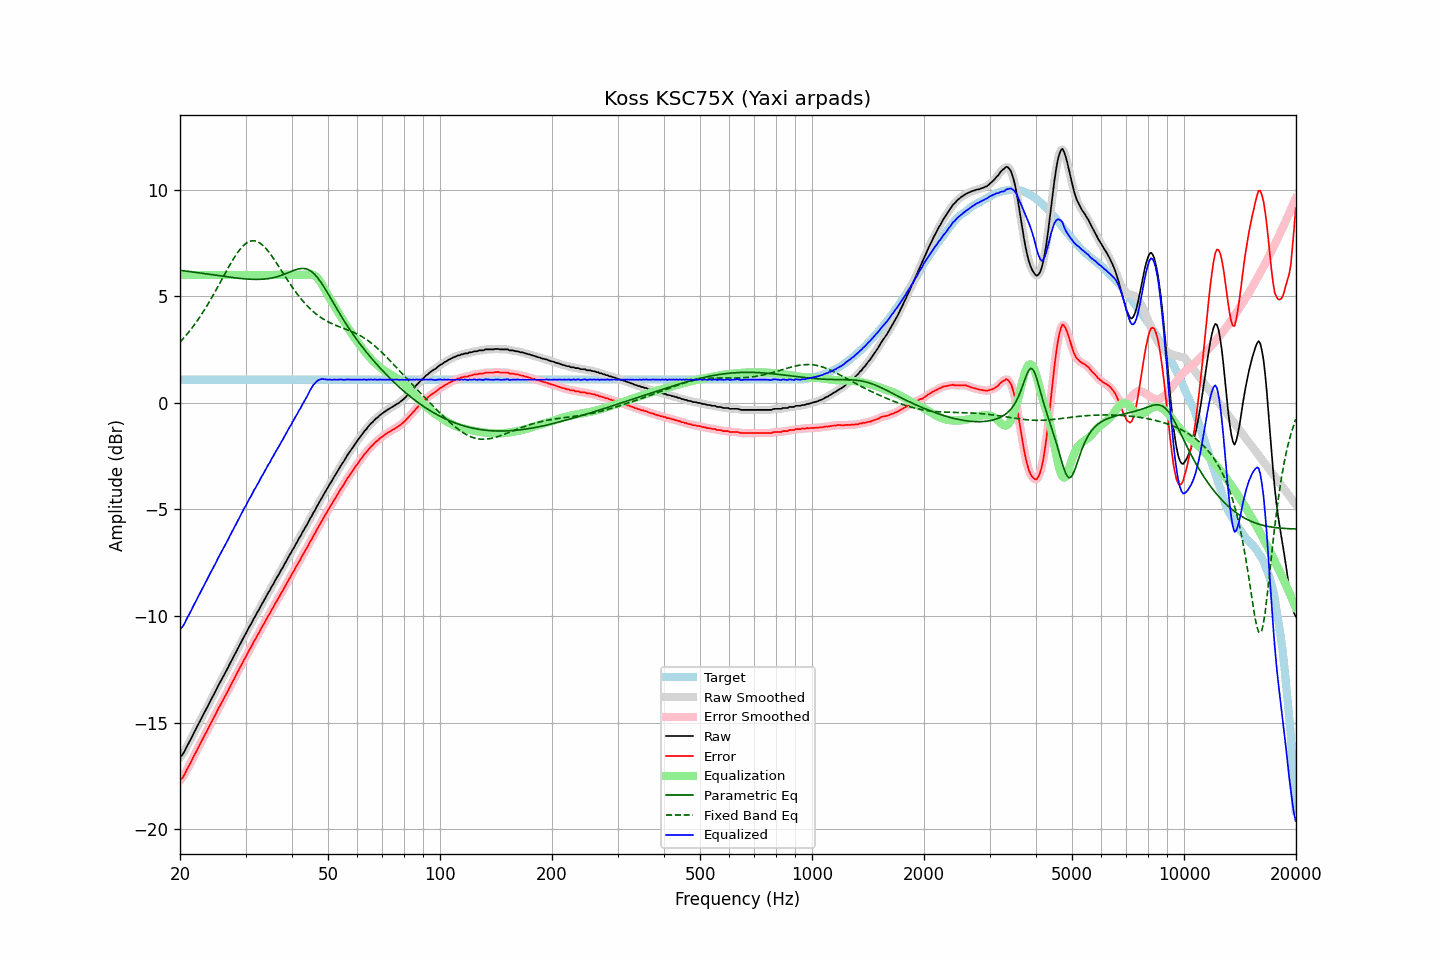 Koss KSC75X (Yaxi arpads)
Amplitude (dBr)
10
5
0
−5
−10
−15
−20
Target
Raw Smoothed
Error Smoothed
Raw
Error
Equalization
Parametric Eq
Fixed Band Eq
Equalized
20 50 100 200 500 1000 2000 5000 10000 20000
Frequency (Hz)